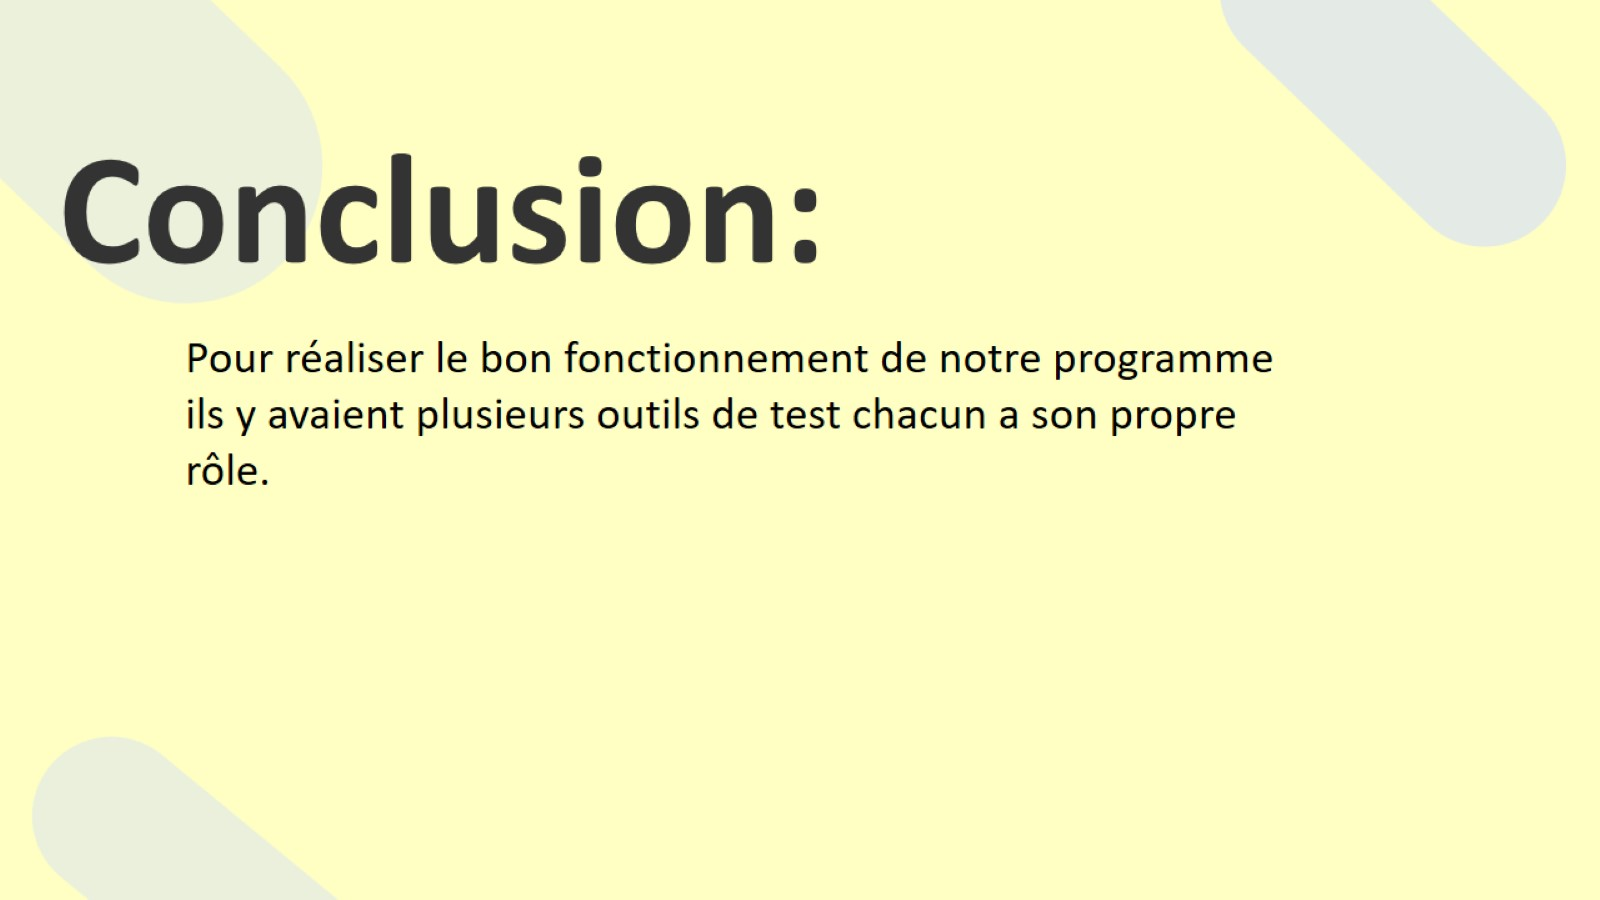 Conclusion:
Pour réaliser le bon fonctionnement de notre programme
ils y avaient plusieurs outils de test chacun a son propre
rôle.